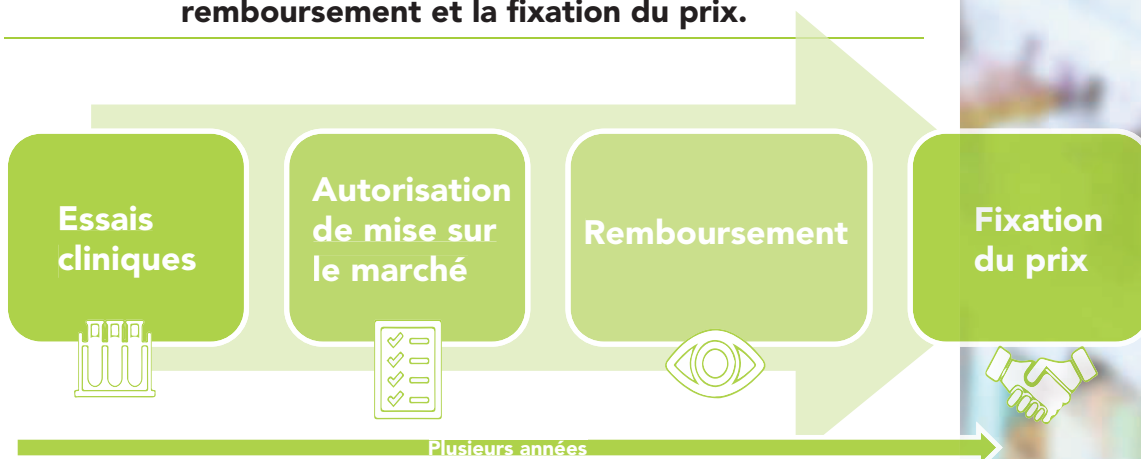 remboursement et la fixation du prix.
Essais
cliniques
Autorisation
de mise sur
le marché
Remboursement
Fixation
du prix
Plusieurs années